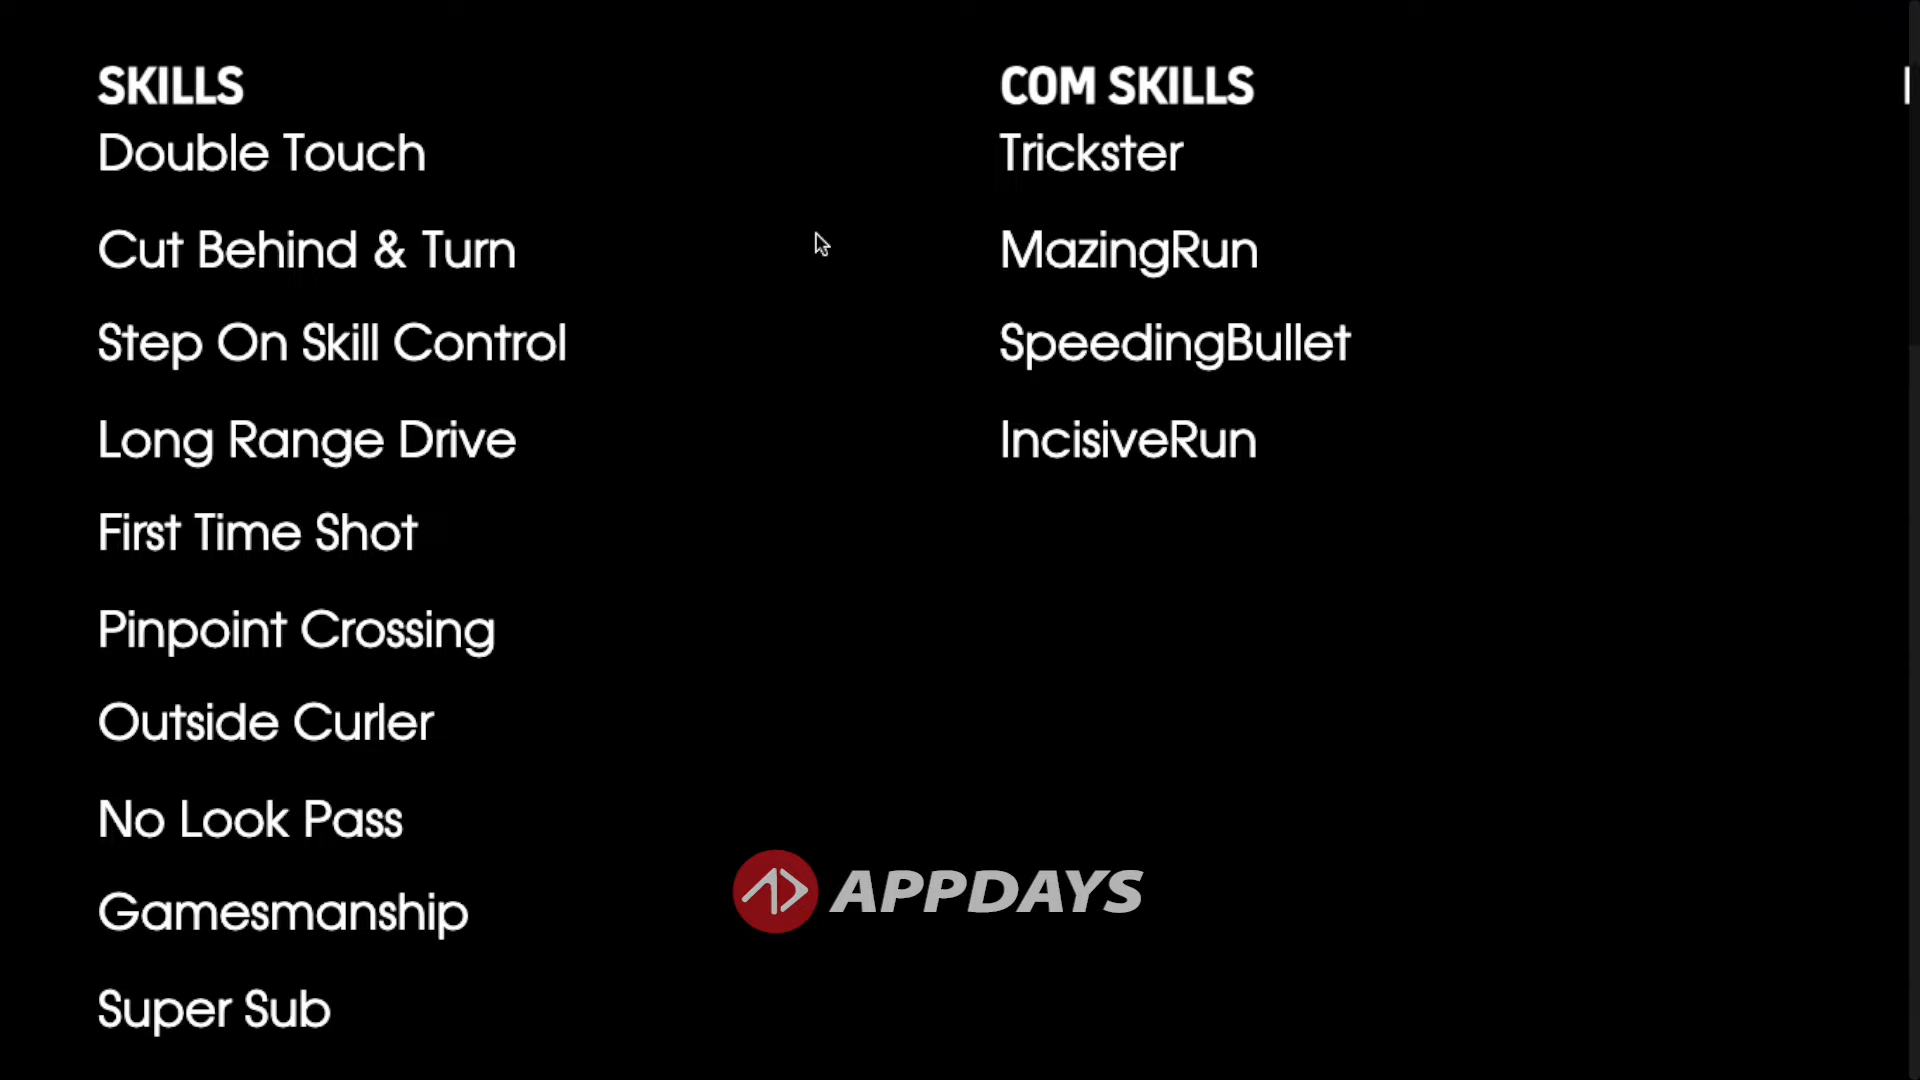 SKILLS
Double Touch
Cut Behind & Turn
Step On Skill Control
Long Range Drive
First Time Shot
Pinpoint Crossing
Outside Curler
No Look Pass
Gamesmanship
Super Sub
COM SKILLS
Trickster
MazingRun
SpeedingBullet
IncisiveRun
APPDAYS